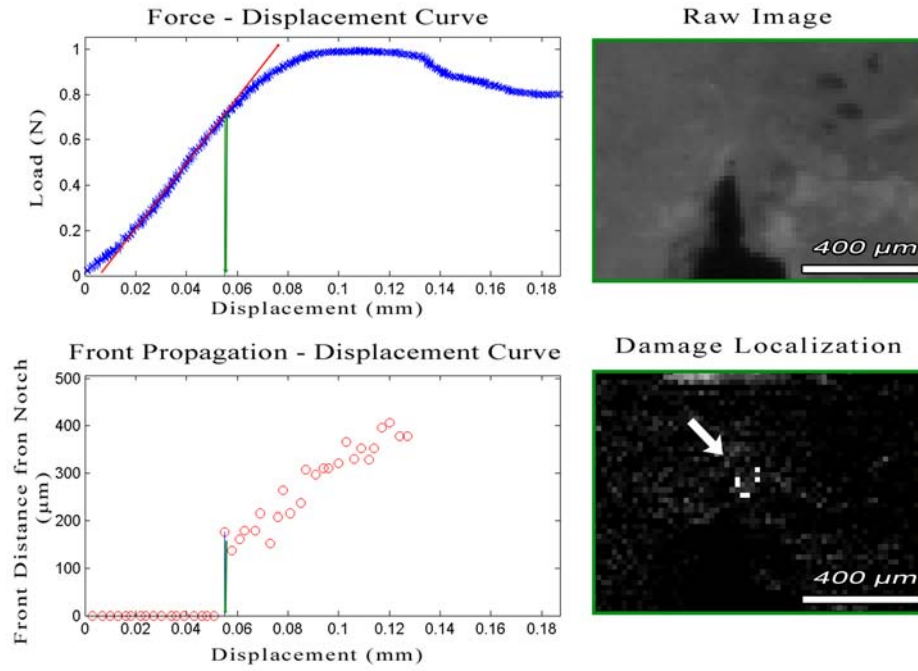 Force - Displacement Curve
Load (N)
1
0.8
0.6
0.4
0.2
0
0 0.02 0.04 0.06 0.08 0.1 0.12 0.14 0.16 0.18
Displacement (mm)
Raw Image
400 µm
Front Propagation - Displacement Curve
Front Distance fron Notch
(µm)
500
400
300
200
100
0
0 0.02 0.04 0.06 0.08 0.1 0.12 0.14 0.16 0.18
Displacement (mm)
Damage Localization
400 µm